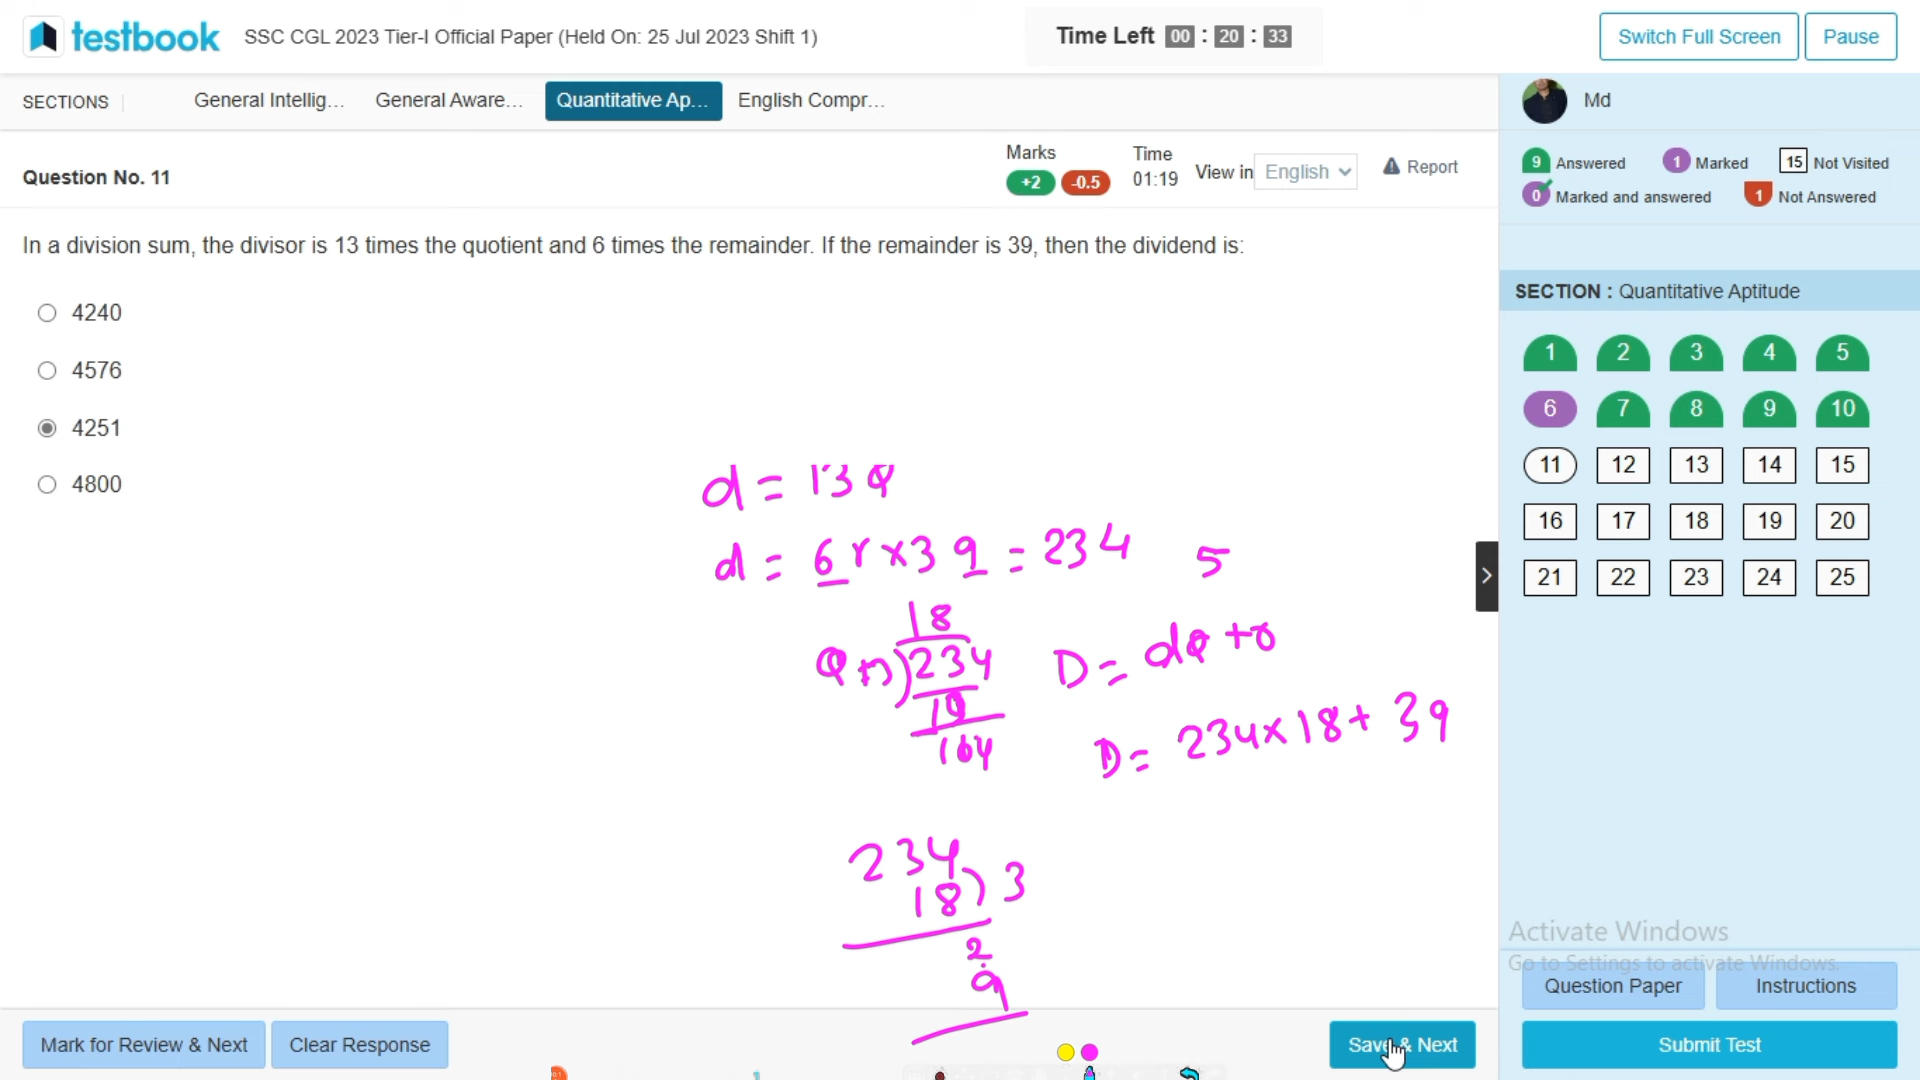 testbook SSC CGL 2023 Tier-I Official Paper (Held On: 25 Jul 2023 Shift 1) Time Left 00 : 20 : 33 Switch Full Screen Pause
SECTIONS General Intellig... General Aware... Quantitative Ap... English Compr...
Md
Question No. 11
Marks +2 -0.5
Time 01:19
View in English
Report
9 Answered 1 Marked 15 Not Visited
0 Marked and answered 1 Not Answered
In a division sum, the divisor is 13 times the quotient and 6 times the remainder. If the remainder is 39, then the dividend is:
4240
4576
4251
4800
SECTION : Quantitative Aptitude
1 2 3 4 5
6 7 8 9 10
11 12 13 14 15
16 17 18 19 20
21 22 23 24 25
d = 13Q
d = 6r×39 = 234 5
18
234
104
D = dQ + r
D = 234×18+39
234
18) 3
2
9
Activate Windows
Go to Settings to activate Windows.
Question Paper Instructions
Mark for Review & Next Clear Response Save & Next Submit Test